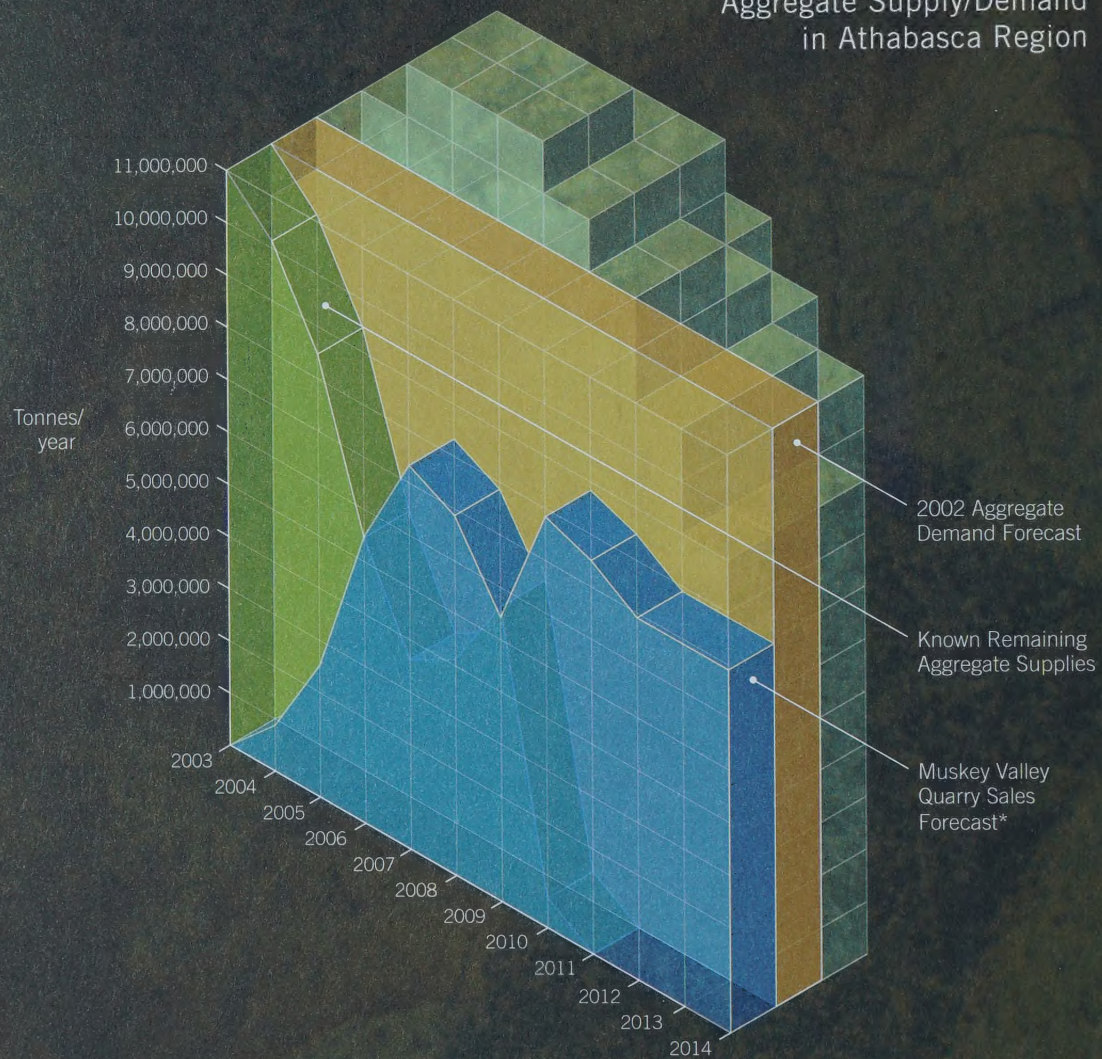 Aggregate Supply/Demand
in Athabasca Region
11,000,000
10,000,000
9,000,000
8,000,000
7,000,000
6,000,000
5,000,000
4,000,000
3,000,000
2,000,000
1,000,000
Tonnes/
year
2003
2004
2005
2006
2007
2008
2009
2010
2011
2012
2013
2014
2002 Aggregate
Demand Forecast
Known Remaining
Aggregate Supplies
Muskey Valley
Quarry Sales
Forecast*